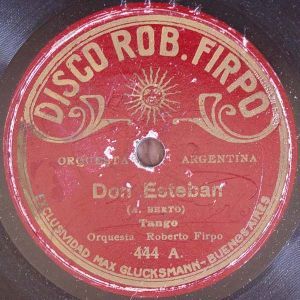 DISCO ROB. FIRPO
ORQUESTA ARGENTINA
Don Esteban
(A. BERTO)
Tango
Orquesta Roberto Firpo
444 A.
EXCLUSIVIDAD MAX GLUCKSMANN-BUENOS AIRES